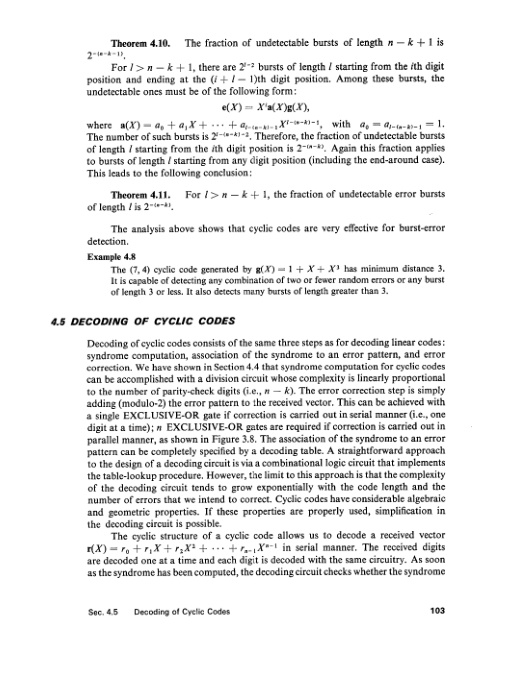 Theorem 4.10. The fraction of undetectable bursts of length n − k + 1 is
2^{-(n-k-1)}.
For l > n − k + 1, there are 2^{l-2} bursts of length l starting from the ith digit
position and ending at the (i + l − 1)th digit position. Among these bursts, the
undetectable ones must be of the following form:
e(X) = X^i a(X)g(X),
where a(X) = a₀ + a₁X + ··· + a_{l-(n-k)-1}X^{l-(n-k)-1}, with a₀ = a_{l-(n-k)-1} = 1.
The number of such bursts is 2^{l-(n-k)-2}. Therefore, the fraction of undetectable bursts
of length l starting from the ith digit position is 2^{-(n-k)}. Again this fraction applies
to bursts of length l starting from any digit position (including the end-around case).
This leads to the following conclusion:
Theorem 4.11. For l > n − k + 1, the fraction of undetectable error bursts
of length l is 2^{-(n-k)}.
The analysis above shows that cyclic codes are very effective for burst-error
detection.
Example 4.8
The (7, 4) cyclic code generated by g(X) = 1 + X + X³ has minimum distance 3.
It is capable of detecting any combination of two or fewer random errors or any burst
of length 3 or less. It also detects many bursts of length greater than 3.
4.5 DECODING OF CYCLIC CODES
Decoding of cyclic codes consists of the same three steps as for decoding linear codes:
syndrome computation, association of the syndrome to an error pattern, and error
correction. We have shown in Section 4.4 that syndrome computation for cyclic codes
can be accomplished with a division circuit whose complexity is linearly proportional
to the number of parity-check digits (i.e., n − k). The error correction step is simply
adding (modulo-2) the error pattern to the received vector. This can be achieved with
a single EXCLUSIVE-OR gate if correction is carried out in serial manner (i.e., one
digit at a time); n EXCLUSIVE-OR gates are required if correction is carried out in
parallel manner, as shown in Figure 3.8. The association of the syndrome to an error
pattern can be completely specified by a decoding table. A straightforward approach
to the design of a decoding circuit is via a combinational logic circuit that implements
the table-lookup procedure. However, the limit to this approach is that the complexity
of the decoding circuit tends to grow exponentially with the code length and the
number of errors that we intend to correct. Cyclic codes have considerable algebraic
and geometric properties. If these properties are properly used, simplification in
the decoding circuit is possible.
The cyclic structure of a cyclic code allows us to decode a received vector
r(X) = r₀ + r₁X + r₂X² + ··· + r_{n-1}X^{n-1} in serial manner. The received digits
are decoded one at a time and each digit is decoded with the same circuitry. As soon
as the syndrome has been computed, the decoding circuit checks whether the syndrome
Sec. 4.5 Decoding of Cyclic Codes 103